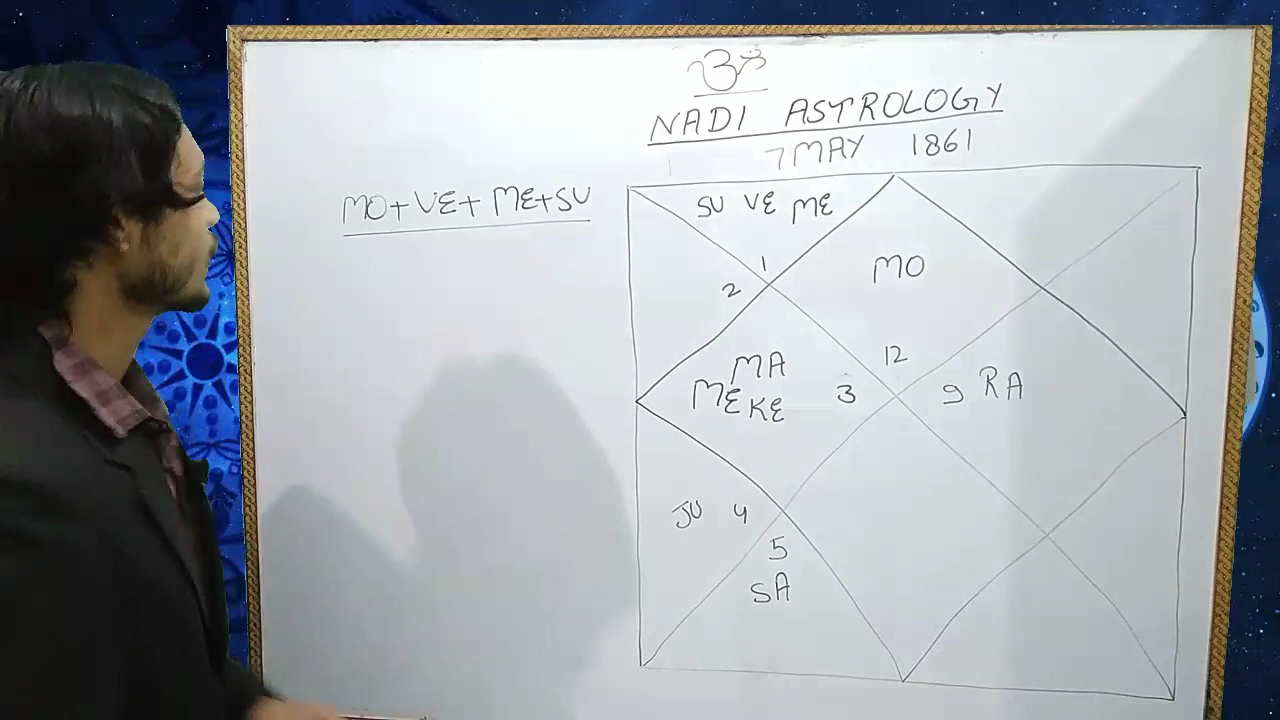 ॐ
NADI ASTROLOGY
7 MAY 1861
MO+VE+ME+SU
SU VE ME
1
2
MO
12
MA
ME KE
3
9 RA
JU 4
5
SA